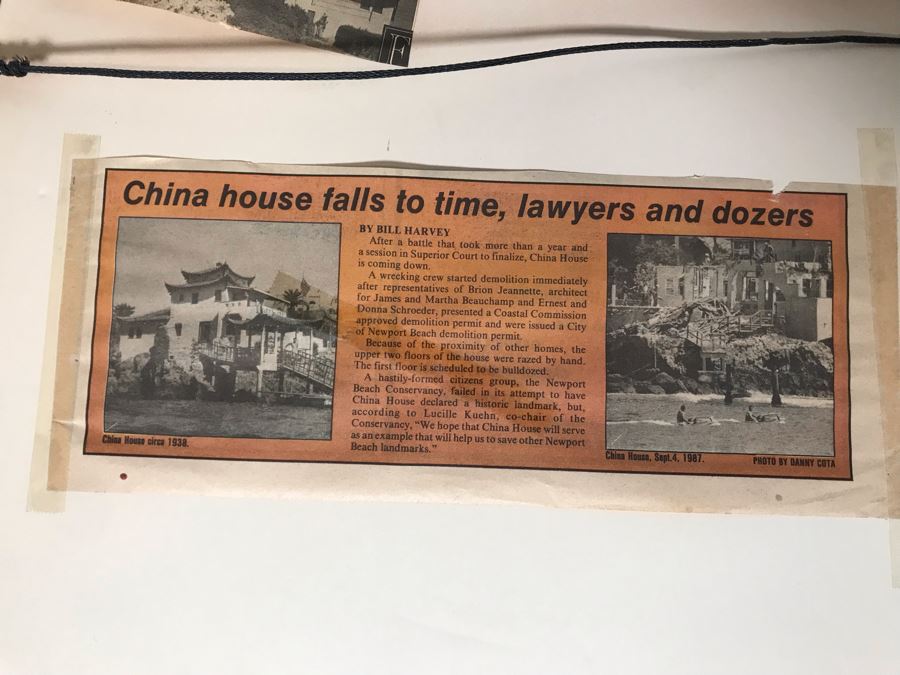 F
China house falls to time, lawyers and dozers
BY BILL HARVEY
After a battle that took more than a year and
a session in Superior Court to finalize, China House
is coming down.
A wrecking crew started demolition immediately
after representatives of Brion Jeannette, architect
for James and Martha Beauchamp and Ernest and
Donna Schroeder, presented a Coastal Commission
approved demolition permit and were issued a City
of Newport Beach demolition permit.
Because of the proximity of other homes, the
upper two floors of the house were razed by hand.
The first floor is scheduled to be bulldozed.
A hastily-formed citizens group, the Newport
Beach Conservancy, failed in its attempt to have
China House declared a historic landmark, but,
according to Lucille Kuehn, co-chair of the
Conservancy, "We hope that China House will serve
as an example that will help us to save other Newport
Beach landmarks."
China House circa 1938.
China House, Sept.4, 1987.
PHOTO BY DANNY COTA